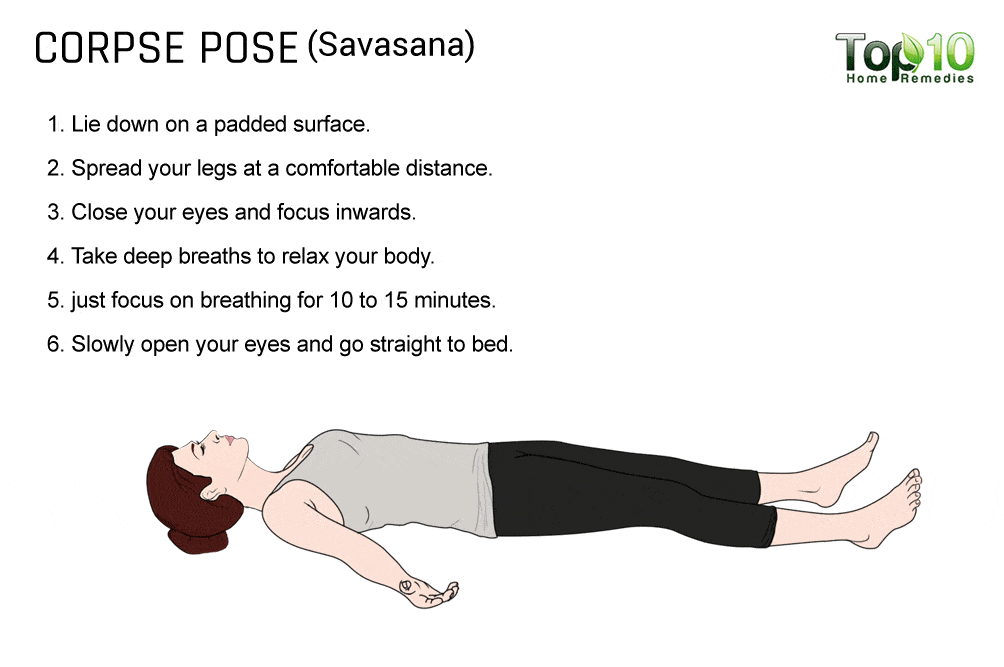 CORPSE POSE (Savasana)
Top 10
Home Remedies
1. Lie down on a padded surface.
2. Spread your legs at a comfortable distance.
3. Close your eyes and focus inwards.
4. Take deep breaths to relax your body.
5. just focus on breathing for 10 to 15 minutes.
6. Slowly open your eyes and go straight to bed.